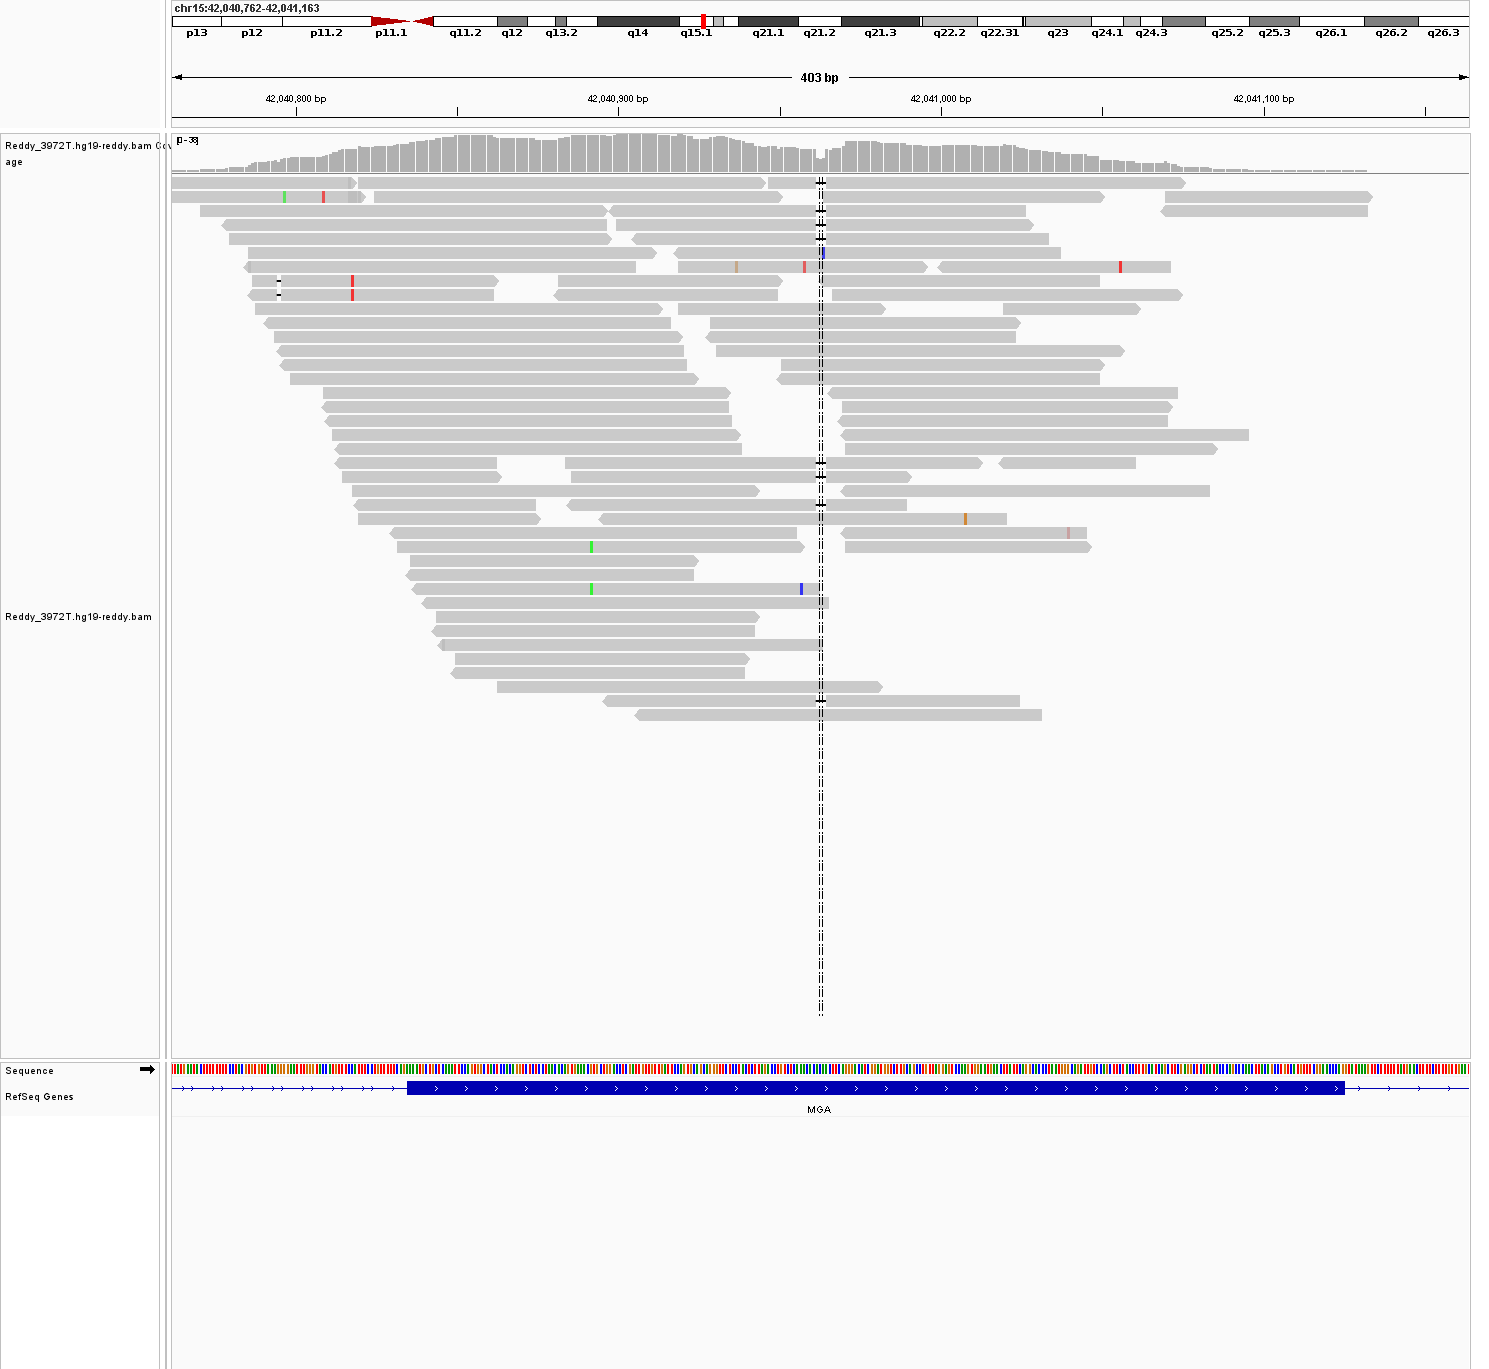 chr15:42,040,762-42,041,163
p13 p12 p11.2 p11.1 q11.2 q12 q13.2 q14 q15.1 q21.1 q21.2 q21.3 q22.2 q22.31 q23 q24.1 q24.3 q25.2 q25.3 q26.1 q26.2 q26.3
403 bp
42,040,800 bp 42,040,900 bp 42,041,000 bp 42,041,100 bp
Reddy_3972T.hg19-reddy.bam Cov
age
[0 - 38]
Reddy_3972T.hg19-reddy.bam
Sequence
RefSeq Genes
MGA